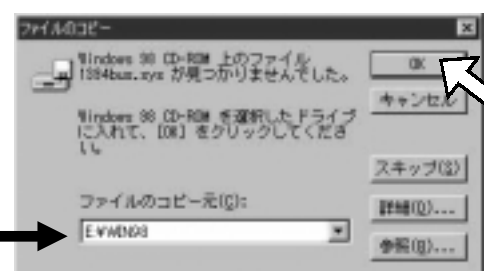 ファイルのコピー
Windows 98 CD-ROM 上のファイル
1394bus.sys が見つかりませんでした。
OK
キャンセル
Windows 98 CD-ROM を選択したドライブ
に入れて、[OK] をクリックしてくださ
い。
スキップ(S)
ファイルのコピー元(C):
詳細(D)...
E:¥WIN98
参照(B)...